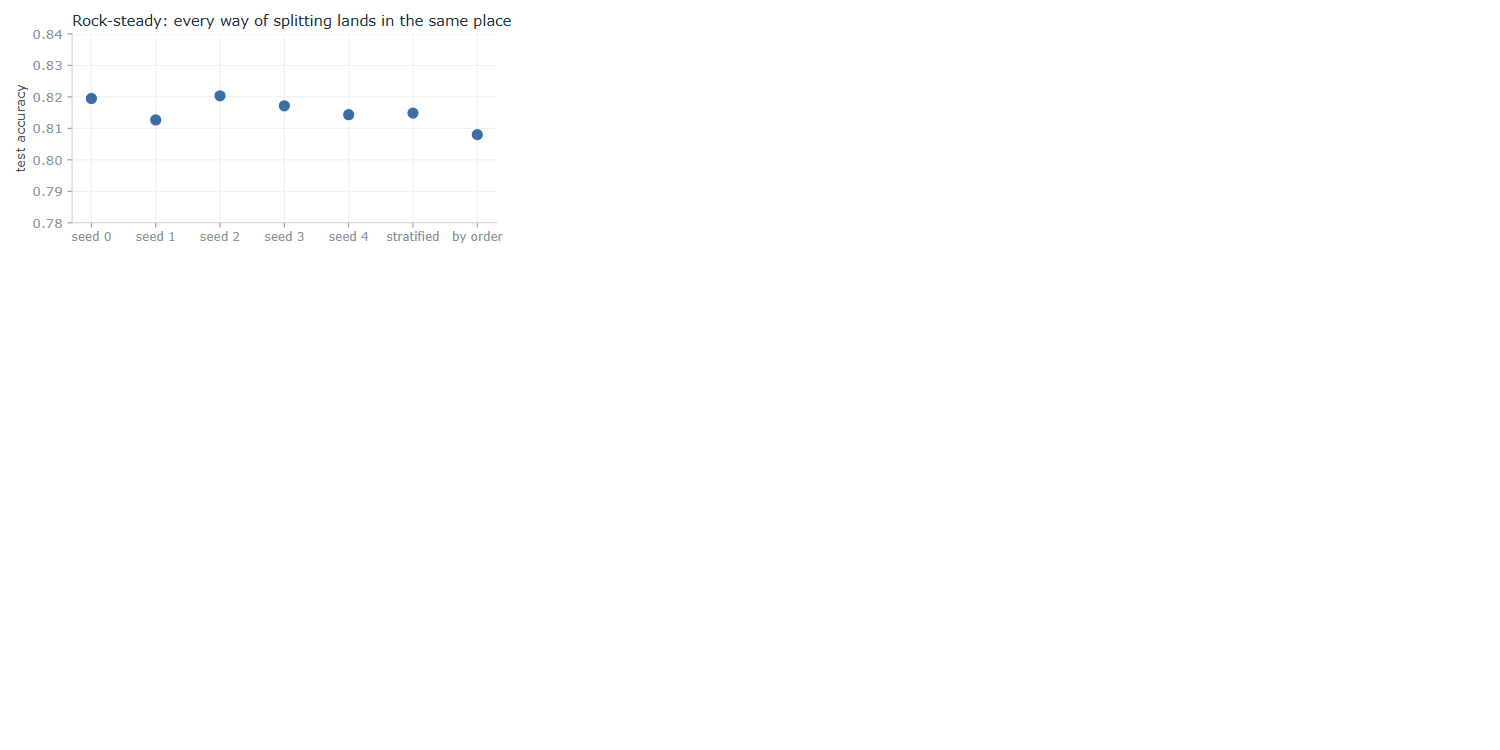 Rock-steady: every way of splitting lands in the same place
0.84
0.83
0.82
0.81
0.80
0.79
0.78
test accuracy
seed 0 seed 1 seed 2 seed 3 seed 4 stratified by order